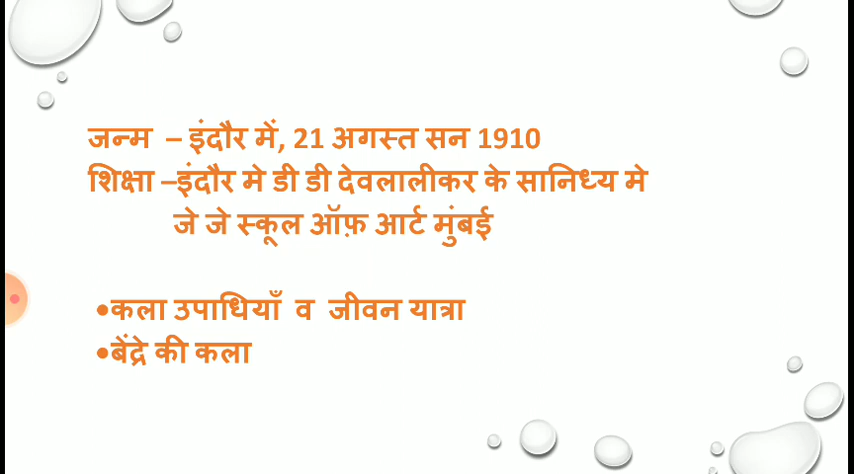 जन्म – इंदौर में, 21 अगस्त सन 1910
शिक्षा –इंदौर मे डी डी देवलालीकर के सानिध्य मे
जे जे स्कूल ऑफ़ आर्ट मुंबई
•कला उपाधियाँ व जीवन यात्रा
•बेंद्रे की कला